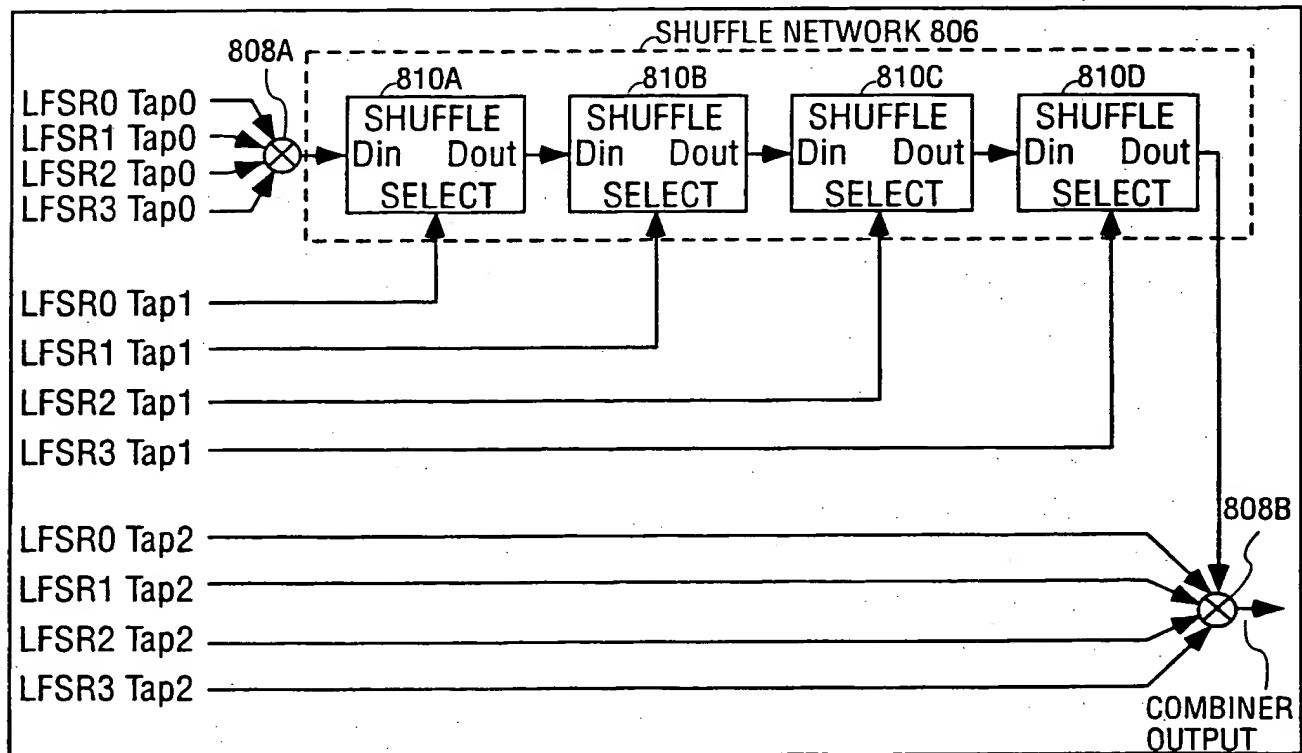 SHUFFLE NETWORK 806
808A
810A
810B
810C
810D
LFSR0 Tap0
LFSR1 Tap0
LFSR2 Tap0
LFSR3 Tap0
SHUFFLE
Din Dout
SELECT
SHUFFLE
Din Dout
SELECT
SHUFFLE
Din Dout
SELECT
SHUFFLE
Din Dout
SELECT
LFSR0 Tap1
LFSR1 Tap1
LFSR2 Tap1
LFSR3 Tap1
LFSR0 Tap2
LFSR1 Tap2
LFSR2 Tap2
LFSR3 Tap2
808B
COMBINER
OUTPUT